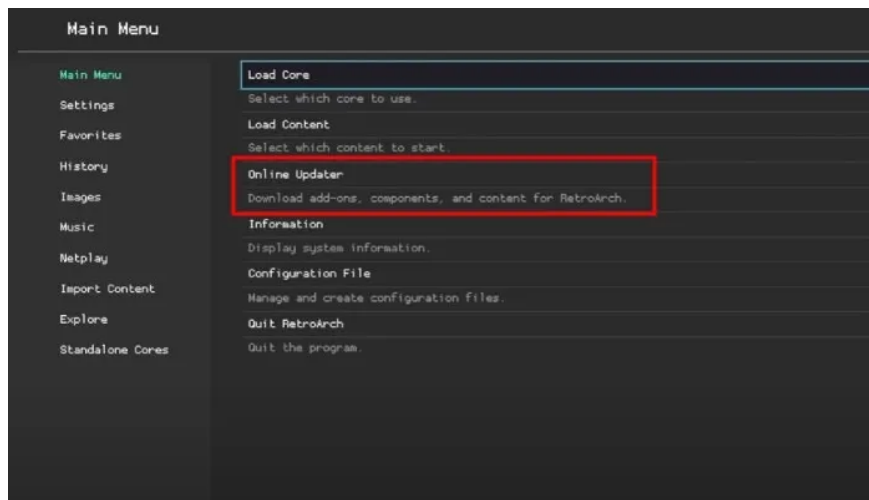 Main Menu
Main Menu
Settings
Favorites
History
Images
Music
Netplay
Import Content
Explore
Standalone Cores
Load Core
Select which core to use.
Load Content
Select which content to start.
Online Updater
Download add-ons, components, and content for RetroArch.
Information
Display system information.
Configuration File
Manage and create configuration files.
Quit RetroArch
Quit the program.